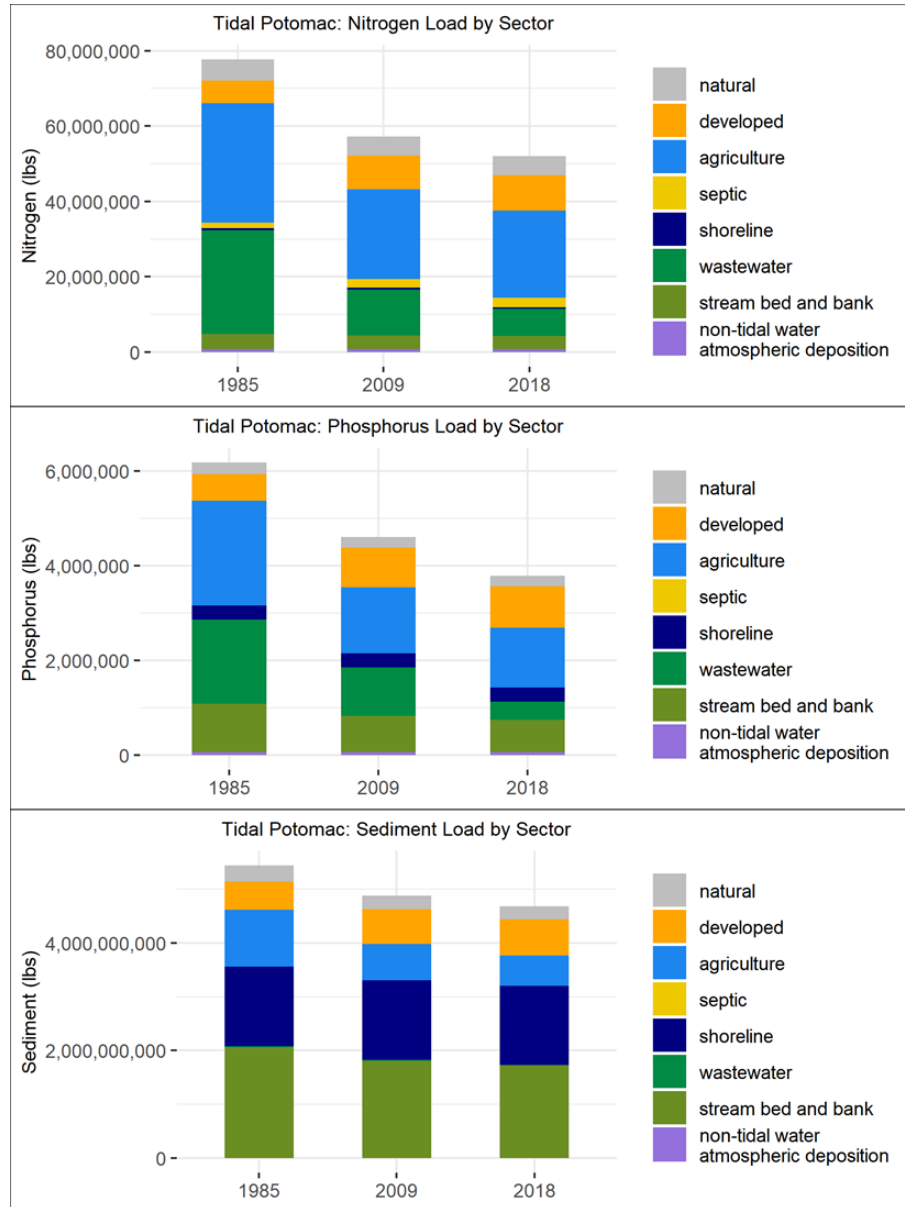 Tidal Potomac: Nitrogen Load by Sector
Nitrogen (lbs)
80,000,000
60,000,000
40,000,000
20,000,000
0
1985
2009
2018
natural
developed
agriculture
septic
shoreline
wastewater
stream bed and bank
non-tidal water
atmospheric deposition
Tidal Potomac: Phosphorus Load by Sector
Phosphorus (lbs)
6,000,000
4,000,000
2,000,000
0
1985
2009
2018
natural
developed
agriculture
septic
shoreline
wastewater
stream bed and bank
non-tidal water
atmospheric deposition
Tidal Potomac: Sediment Load by Sector
Sediment (lbs)
4,000,000,000
2,000,000,000
0
1985
2009
2018
natural
developed
agriculture
septic
shoreline
wastewater
stream bed and bank
non-tidal water
atmospheric deposition